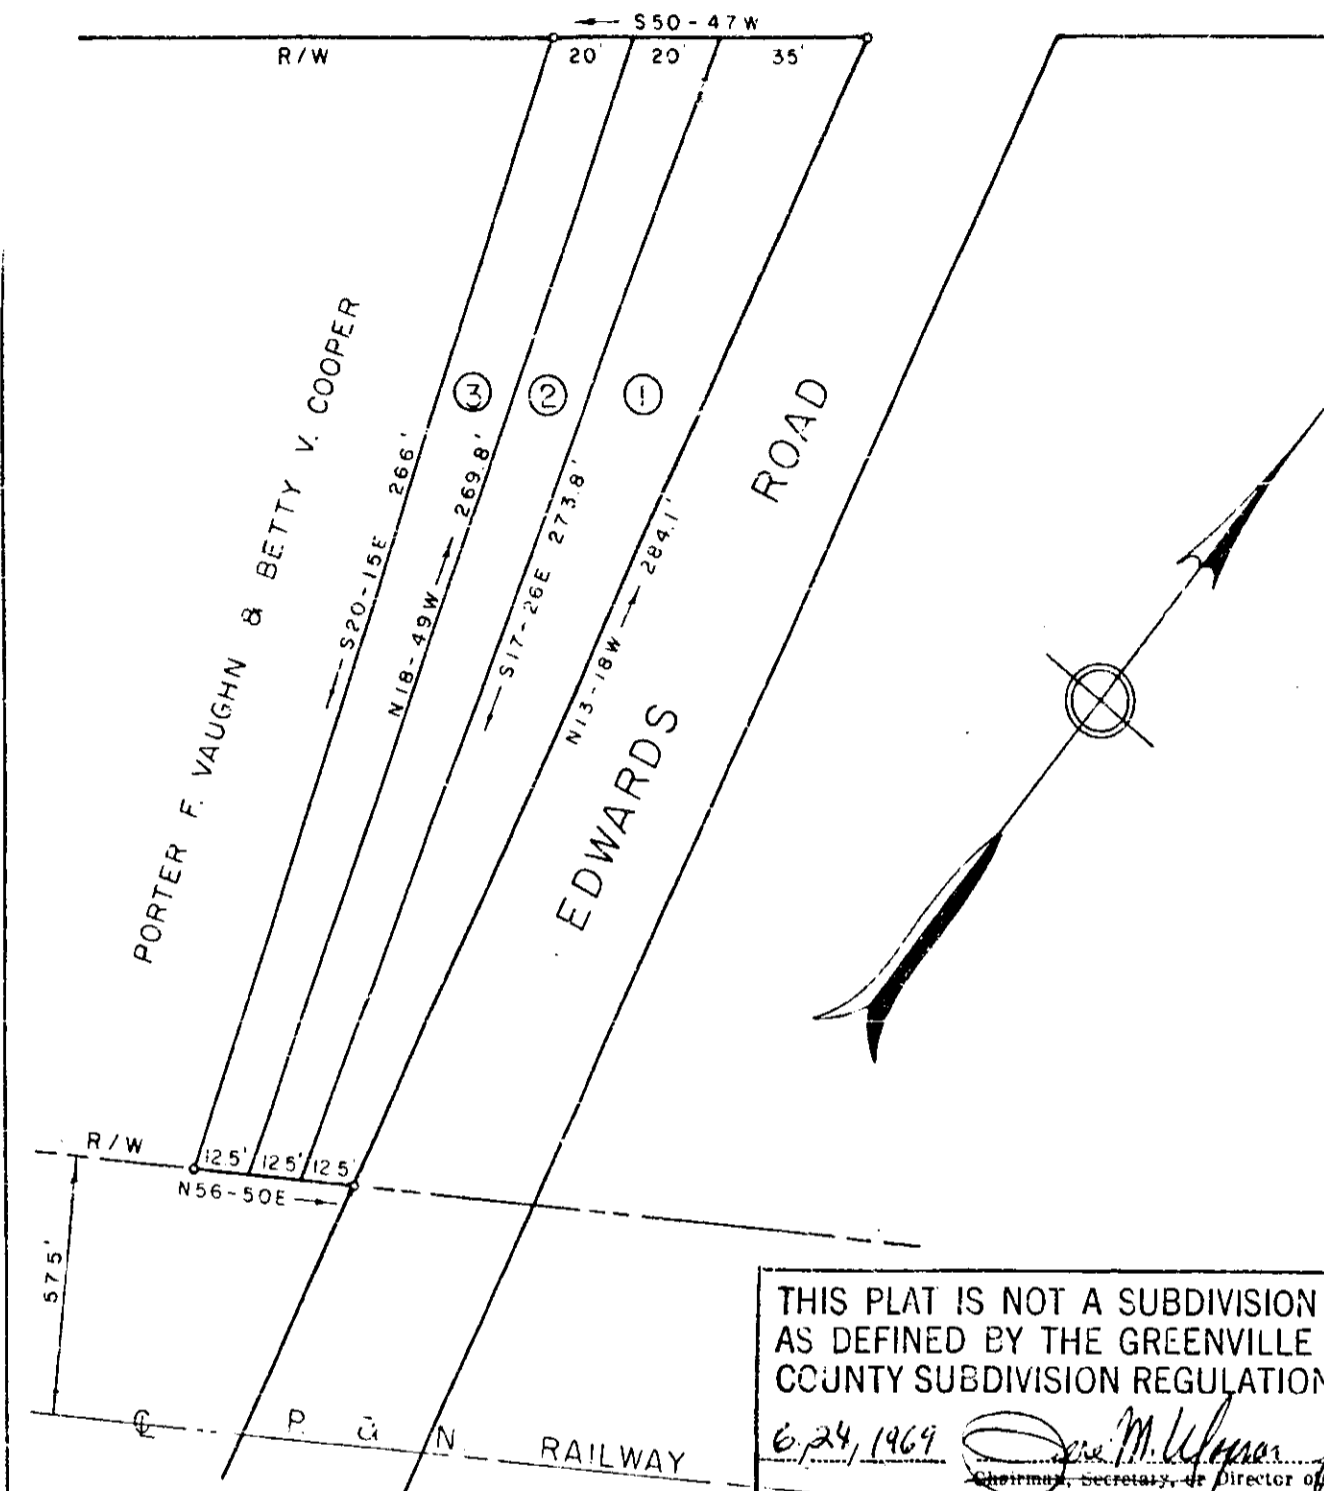 S50-47W
R/W
20'
20'
35'
PORTER F. VAUGHN & BETTY V. COOPER
3
2
1
S20-15E 266'
N18-49W 269.8'
S17-26E 273.8'
N13-18W 284.1'
EDWARDS ROAD
R/W
12.5'
12.5'
12.5'
N56-50E
575'
℄ P & N RAILWAY
THIS PLAT IS NOT A SUBDIVISION
AS DEFINED BY THE GREENVILLE
COUNTY SUBDIVISION REGULATION
6-24, 1969
Chairman, Secretary, or Director of